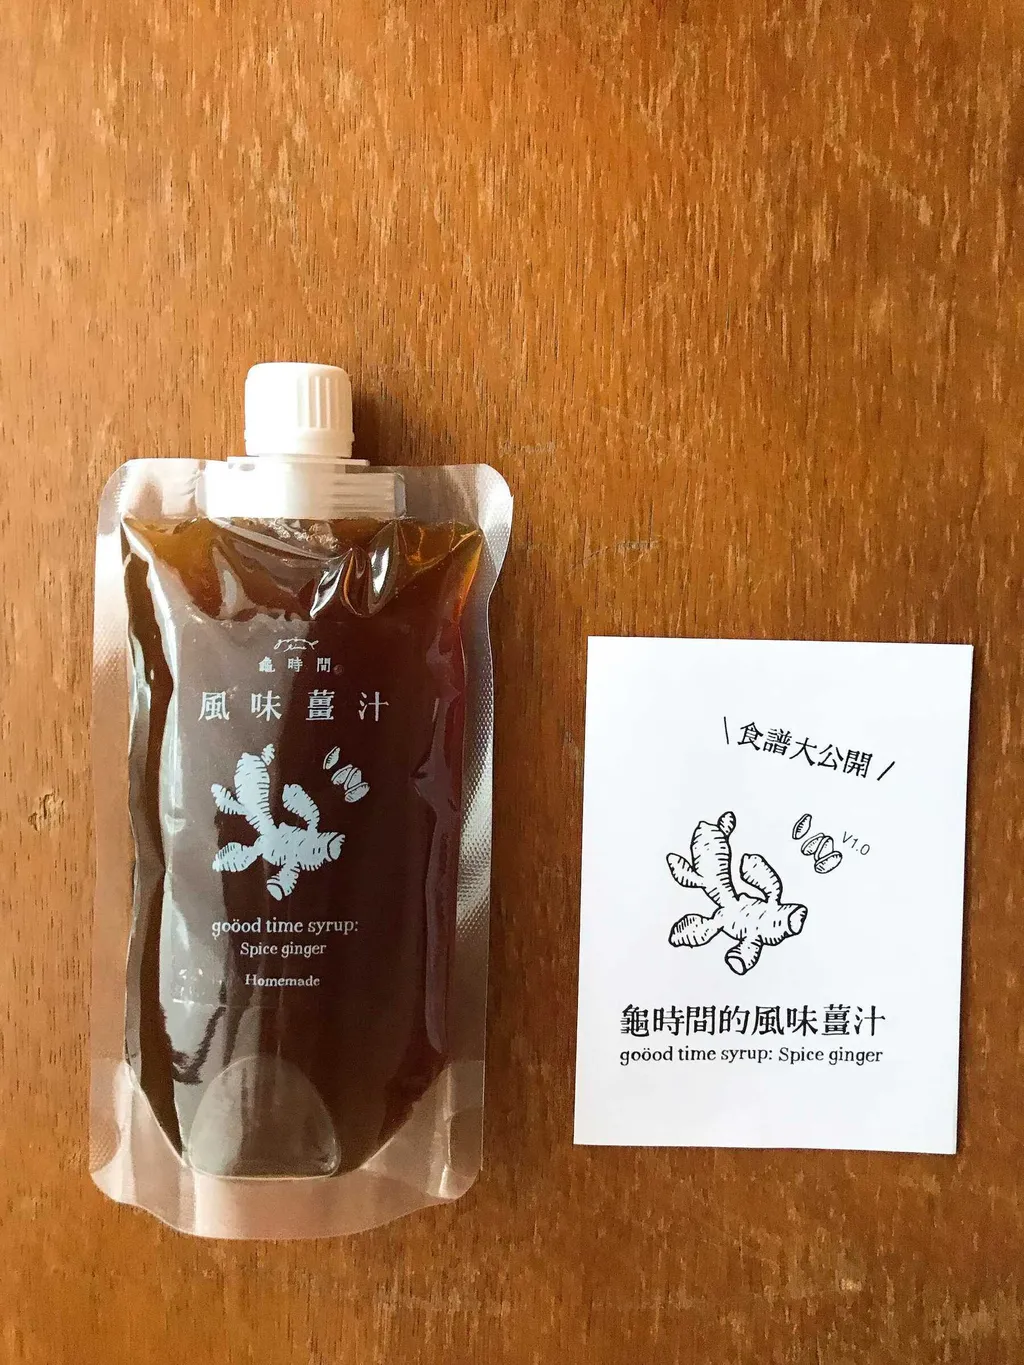 龜時間
風味薑汁
goöod time syrup:
Spice ginger
Homemade
\ 食譜大公開 /
V1.0
龜時間的風味薑汁
goöod time syrup: Spice ginger